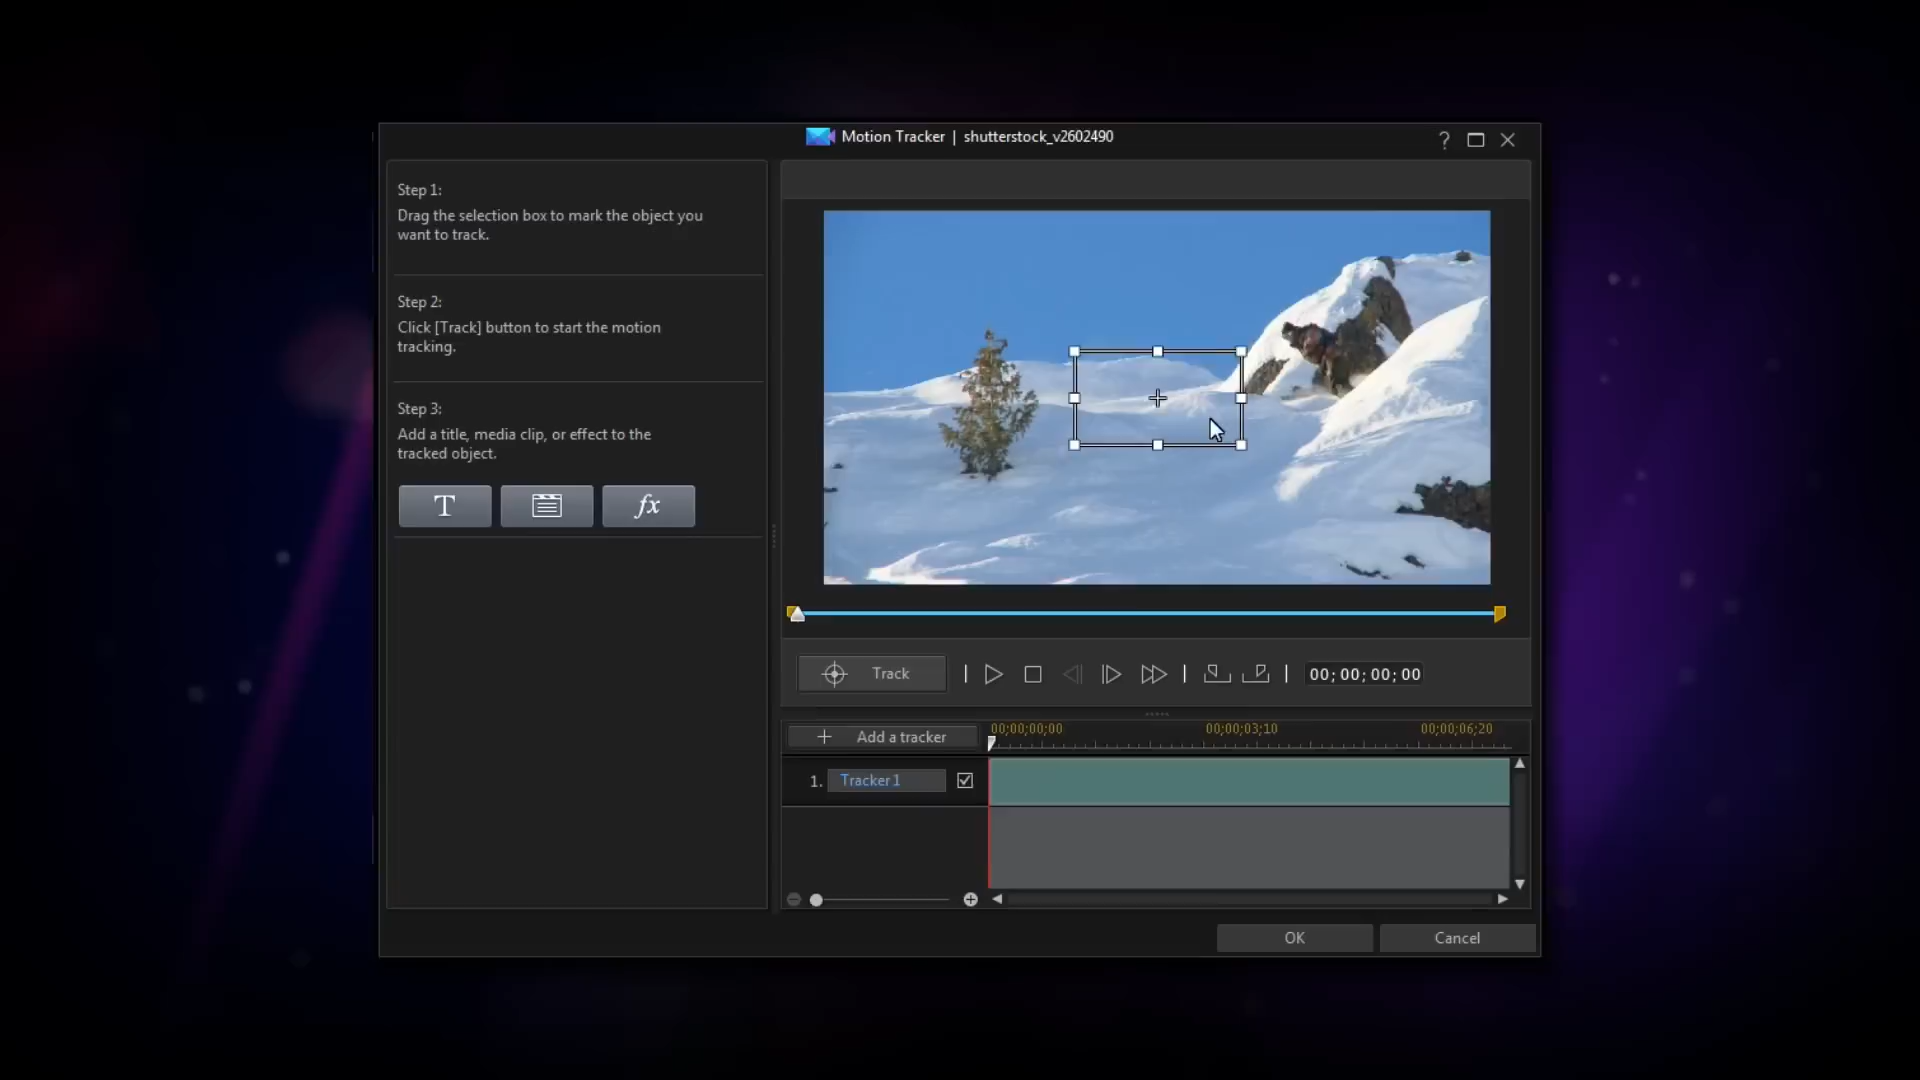 Motion Tracker | shutterstock_v2602490
?
Step 1:
Drag the selection box to mark the object you
want to track.
Step 2:
Click [Track] button to start the motion
tracking.
Step 3:
Add a title, media clip, or effect to the
tracked object.
T
fx
Track
00;00;00;00
Add a tracker
00;00;00;00
00;00;03;10
00;00;06;20
1.
Tracker1
OK
Cancel